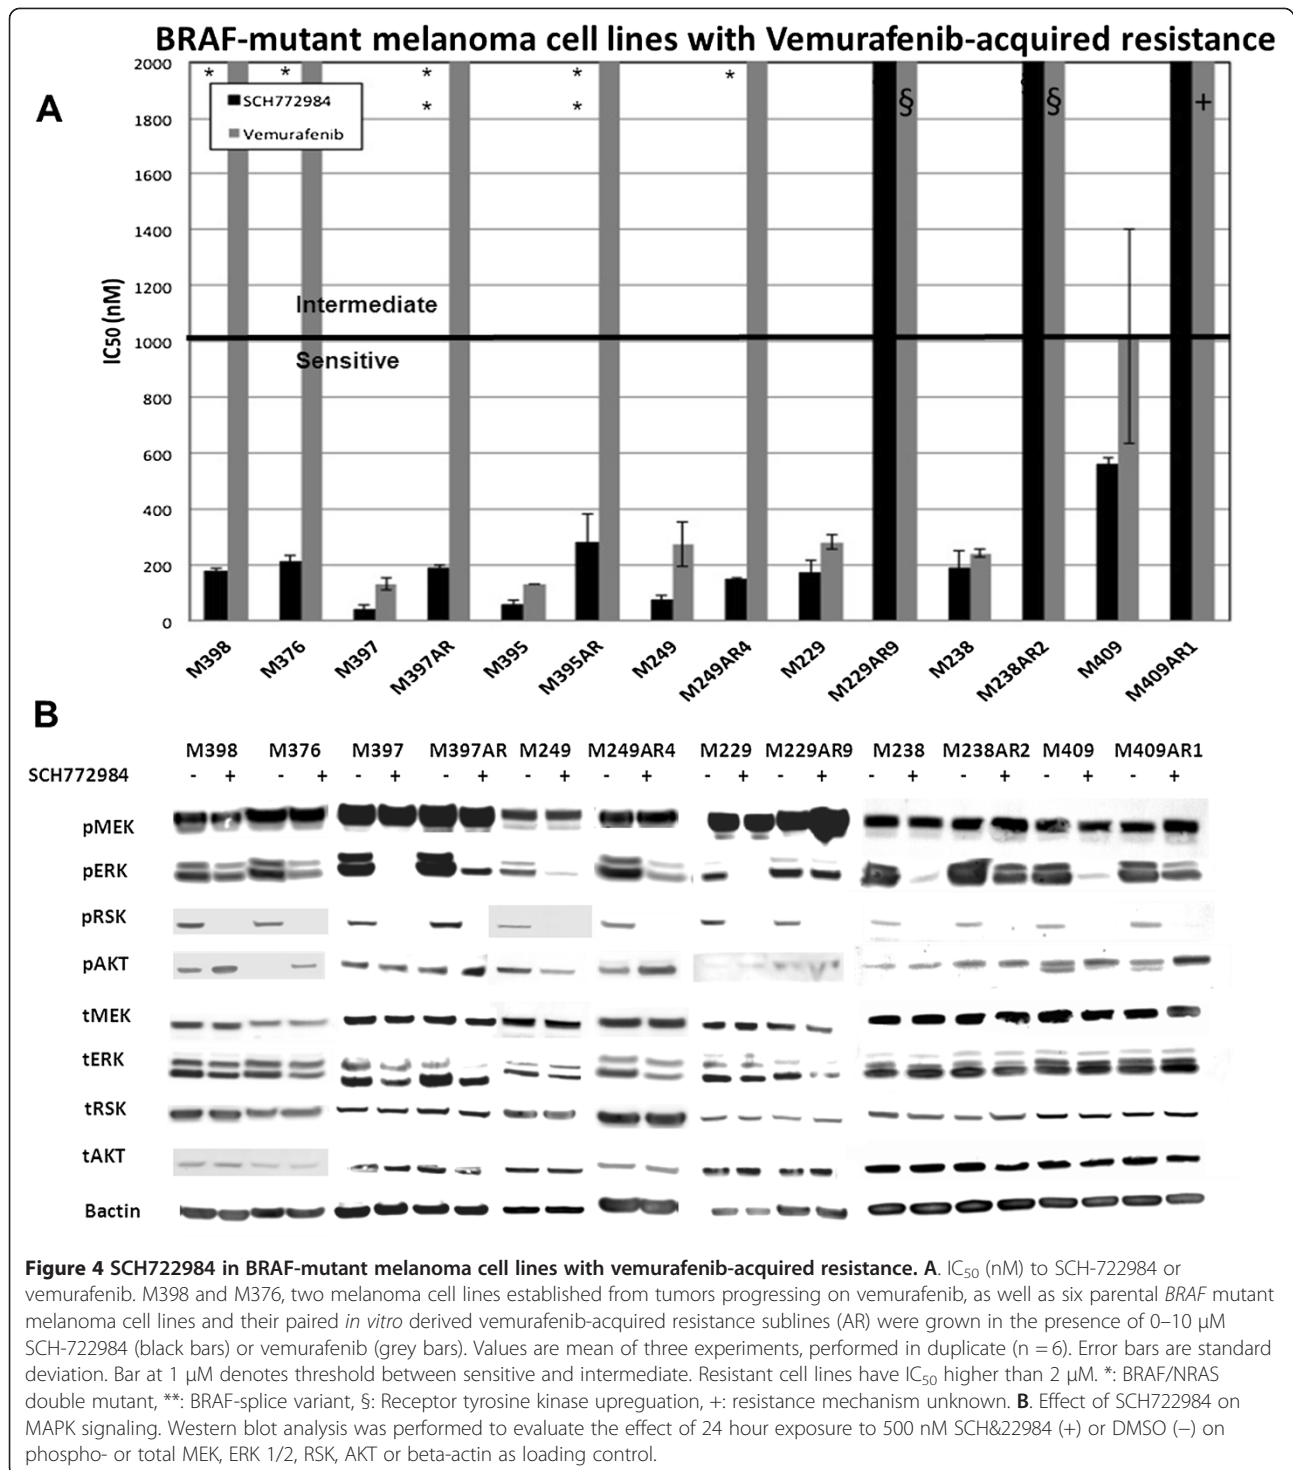 BRAF-mutant melanoma cell lines with Vemurafenib-acquired resistance
A
2000
* * * * * * *
SCH772984
Vemurafenib
§ § +
1800
1600
1400
1200
Intermediate
IC50 (nM)
1000
Sensitive
800
600
400
200
0
M398 M376 M397 M397AR M395 M395AR M249 M249AR4 M229 M229AR9 M238 M238AR2 M409 M409AR1
B
M398 M376 M397 M397AR M249 M249AR4 M229 M229AR9 M238 M238AR2 M409 M409AR1
SCH772984 - + - + - + - + - + - + - + - + - + - + - + - +
pMEK
pERK
pRSK
pAKT
tMEK
tERK
tRSK
tAKT
Bactin
Figure 4 SCH722984 in BRAF-mutant melanoma cell lines with vemurafenib-acquired resistance. A. IC50 (nM) to SCH-722984 or
vemurafenib. M398 and M376, two melanoma cell lines established from tumors progressing on vemurafenib, as well as six parental BRAF mutant
melanoma cell lines and their paired in vitro derived vemurafenib-acquired resistance sublines (AR) were grown in the presence of 0–10 μM
SCH-722984 (black bars) or vemurafenib (grey bars). Values are mean of three experiments, performed in duplicate (n = 6). Error bars are standard
deviation. Bar at 1 μM denotes threshold between sensitive and intermediate. Resistant cell lines have IC50 higher than 2 μM. *: BRAF/NRAS
double mutant, **: BRAF-splice variant, §: Receptor tyrosine kinase upreguation, +: resistance mechanism unknown. B. Effect of SCH722984 on
MAPK signaling. Western blot analysis was performed to evaluate the effect of 24 hour exposure to 500 nM SCH&22984 (+) or DMSO (−) on
phospho- or total MEK, ERK 1/2, RSK, AKT or beta-actin as loading control.